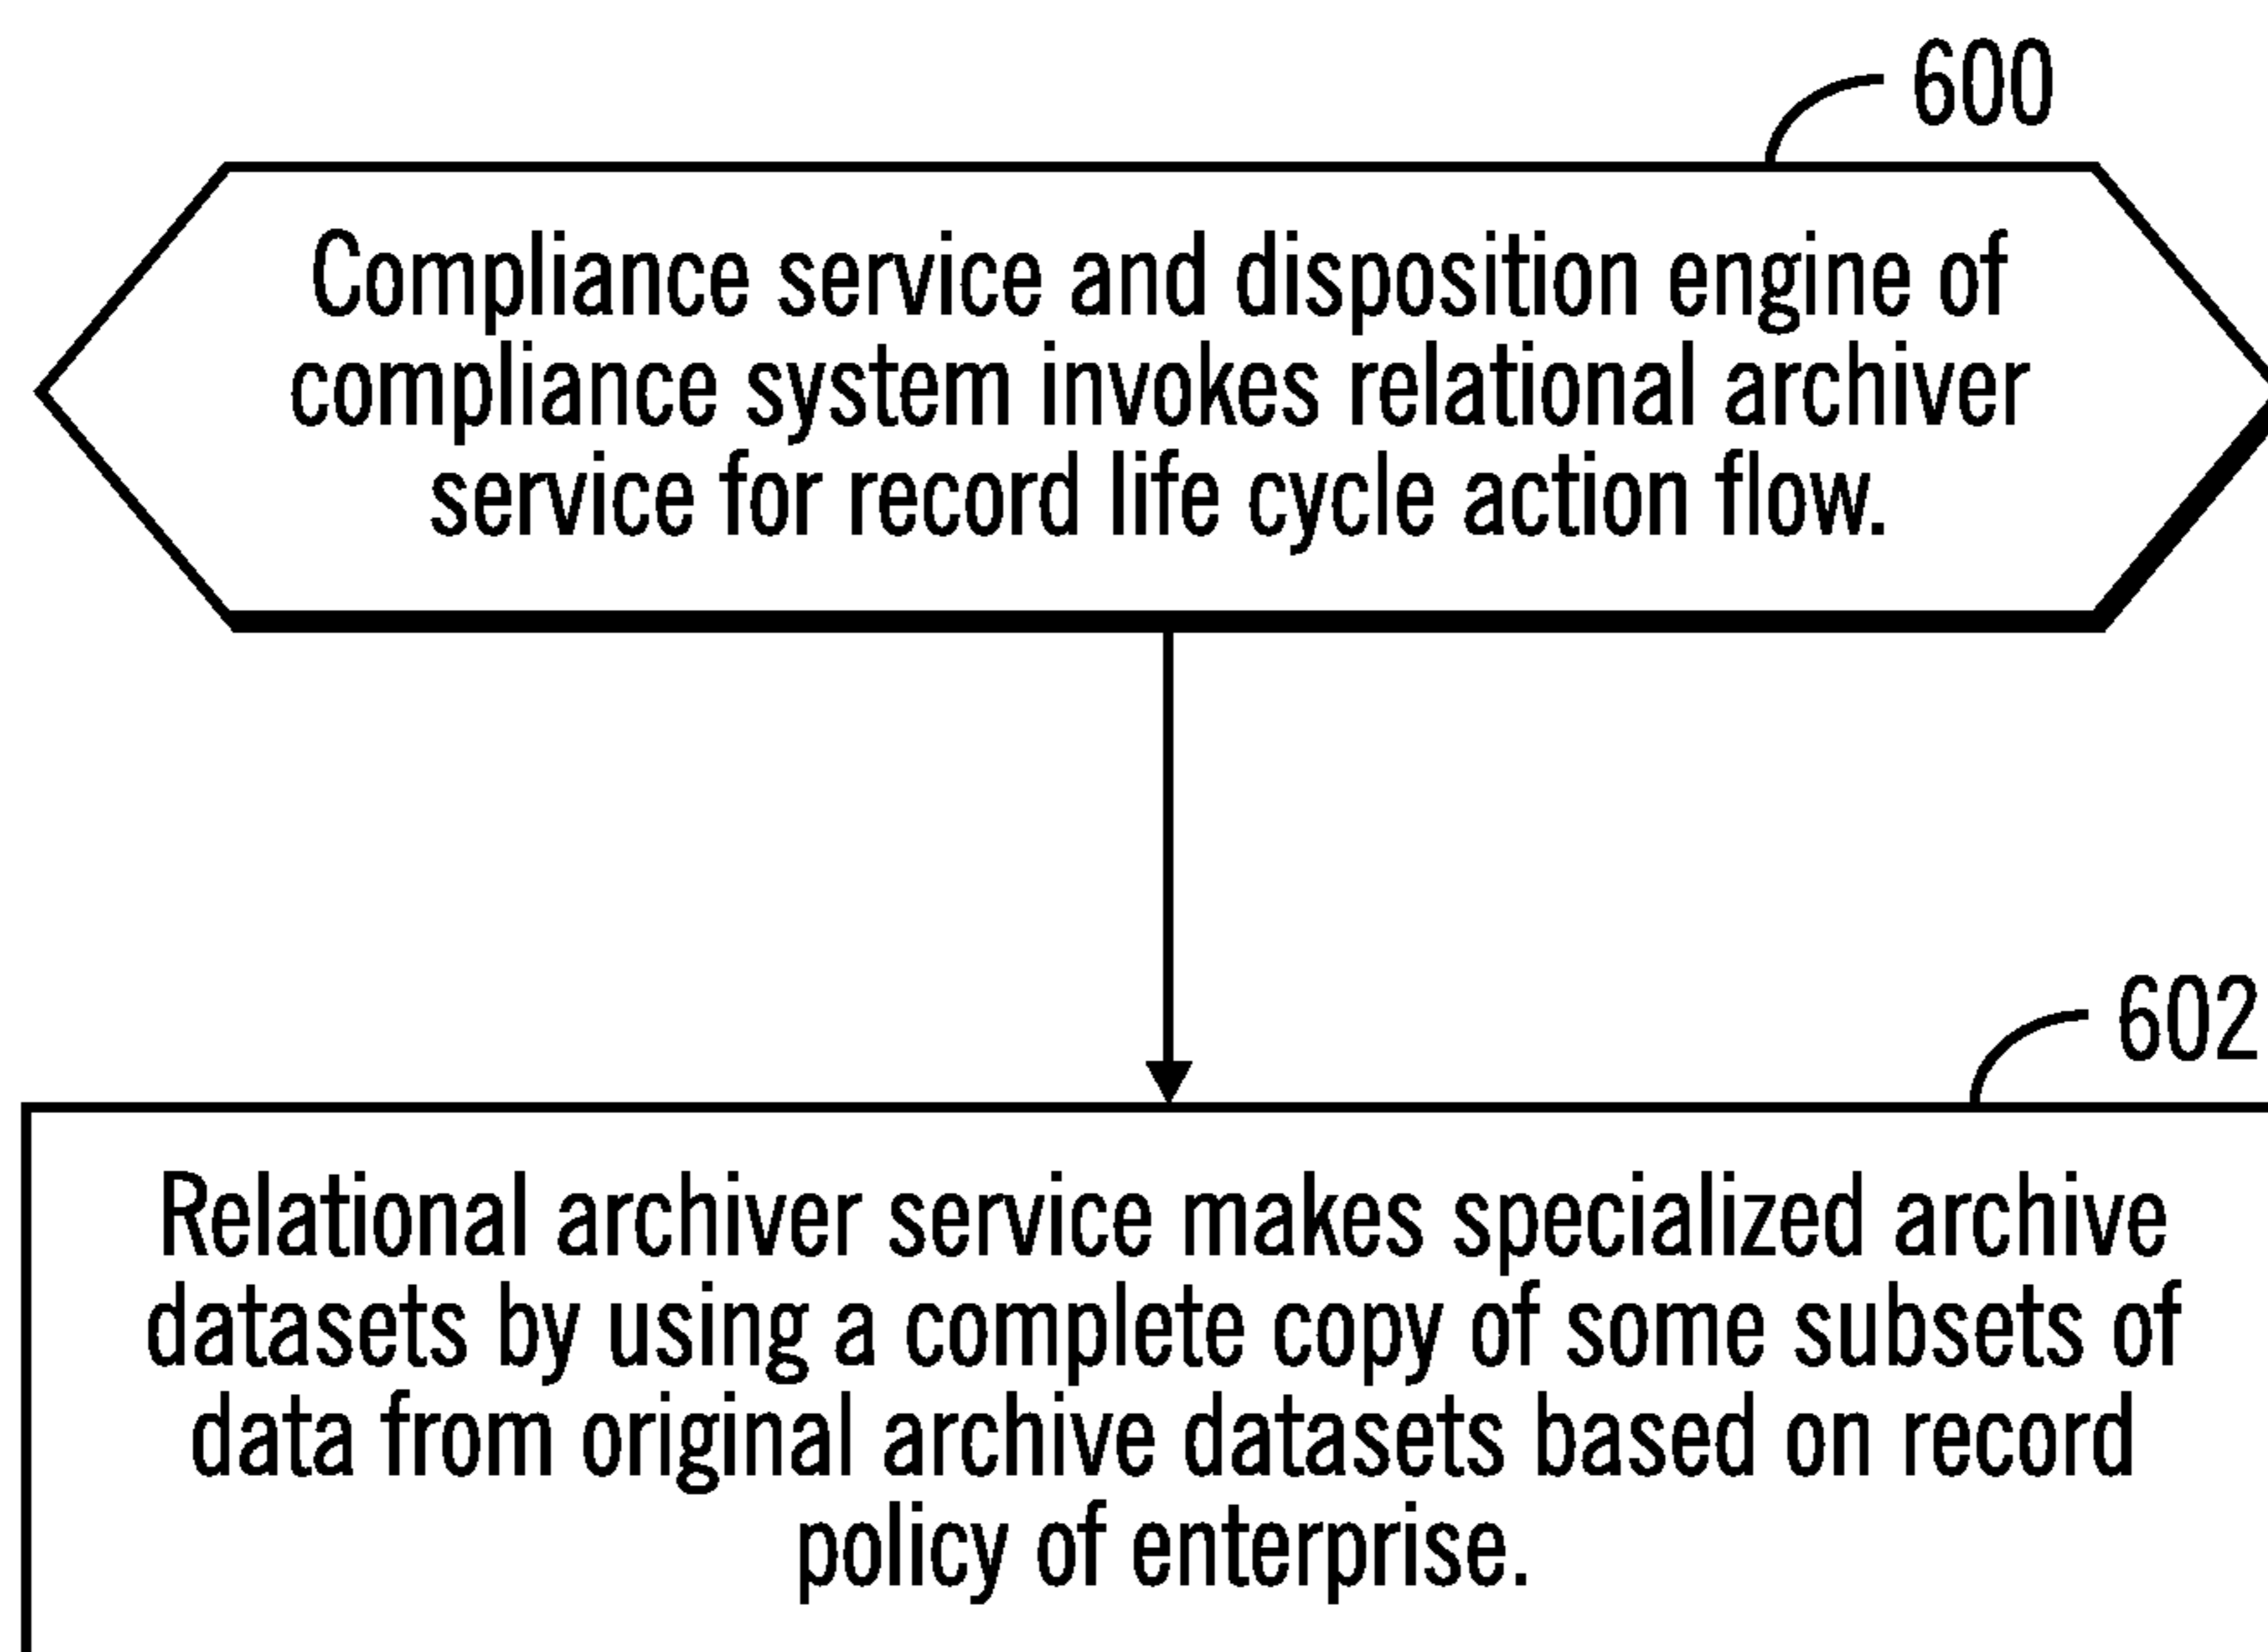 600
Compliance service and disposition engine of
compliance system invokes relational archiver
service for record life cycle action flow.
602
Relational archiver service makes specialized archive
datasets by using a complete copy of some subsets of
data from original archive datasets based on record
policy of enterprise.